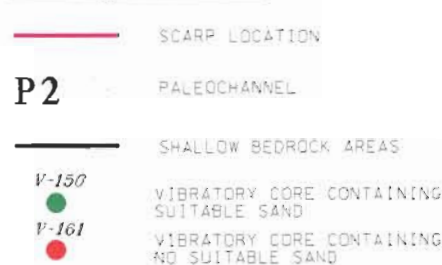 SCARP LOCATION
P2 PALEOCHANNEL
SHALLOW BEDROCK AREAS
V-150
VIBRATORY CORE CONTAINING
SUITABLE SAND
V-161
VIBRATORY CORE CONTAINING
NO SUITABLE SAND